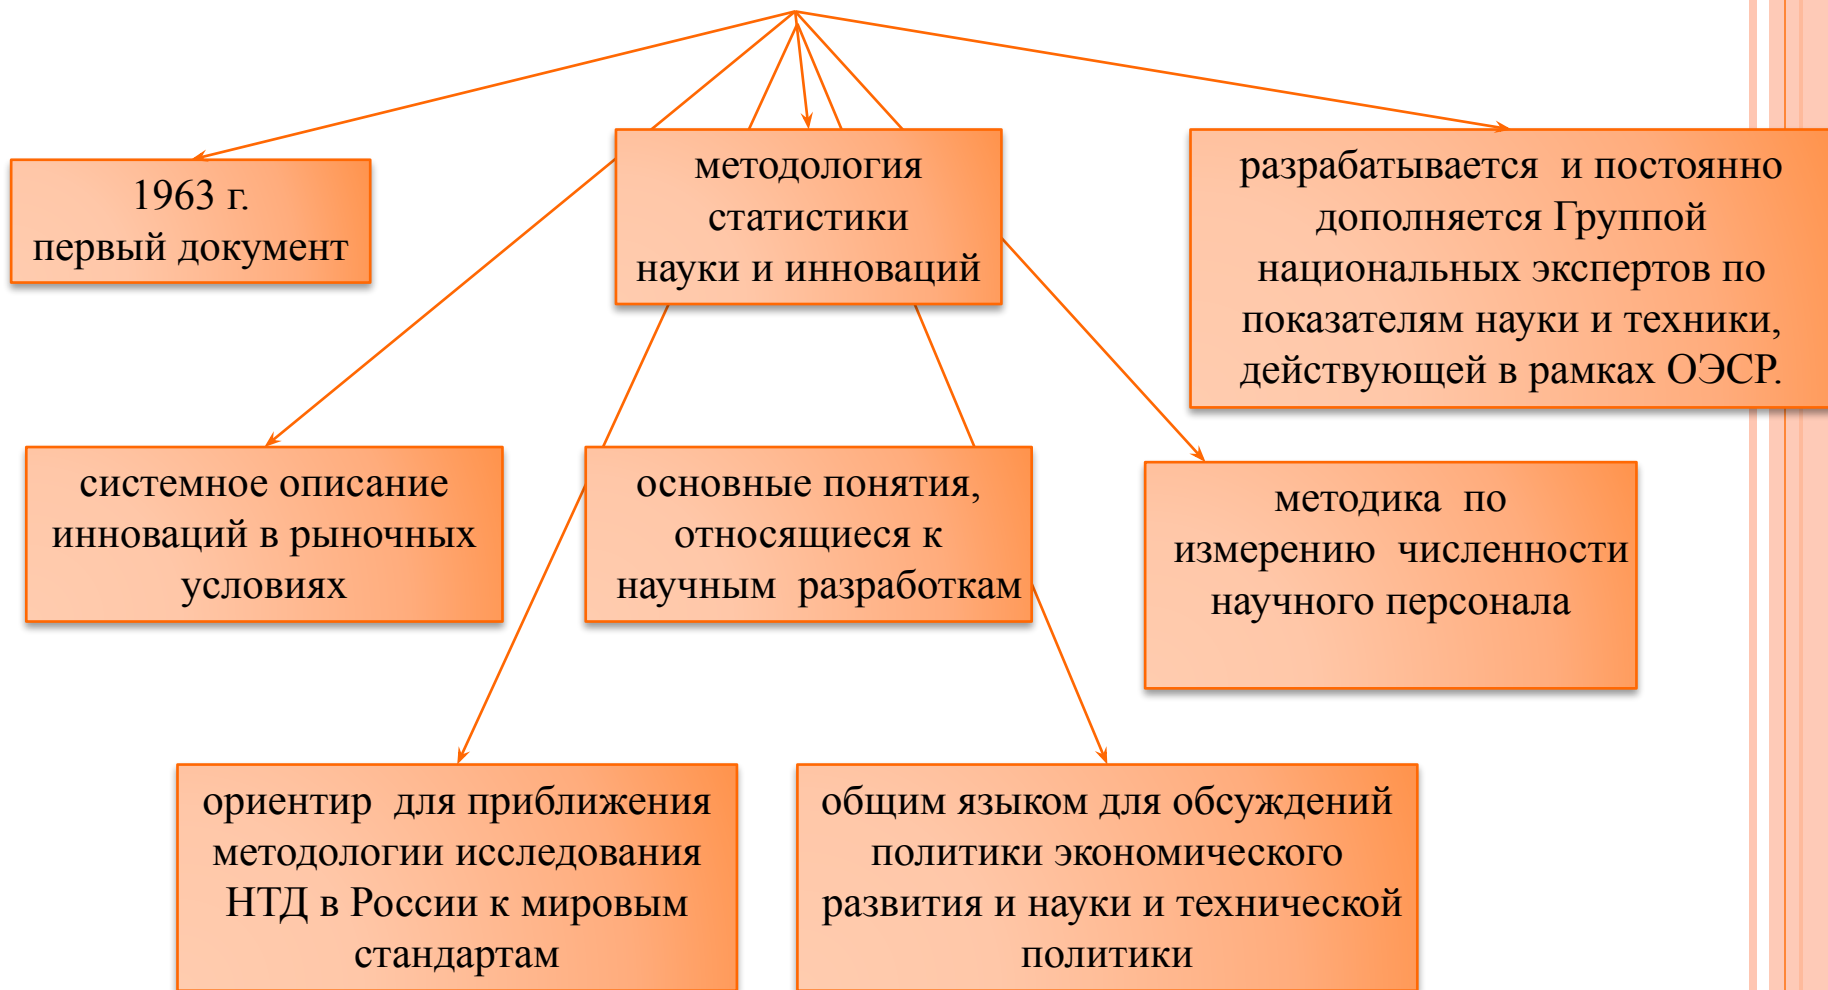 1963 г.
первый документ
методология
статистики
науки и инноваций
разрабатывается и постоянно
дополняется Группой
национальных экспертов по
показателям науки и техники,
действующей в рамках ОЭСР.
системное описание
инноваций в рыночных
условиях
основные понятия,
относящиеся к
научным разработкам
методика по
измерению численности
научного персонала
ориентир для приближения
методологии исследования
НТД в России к мировым
стандартам
общим языком для обсуждений
политики экономического
развития и науки и технической
политики